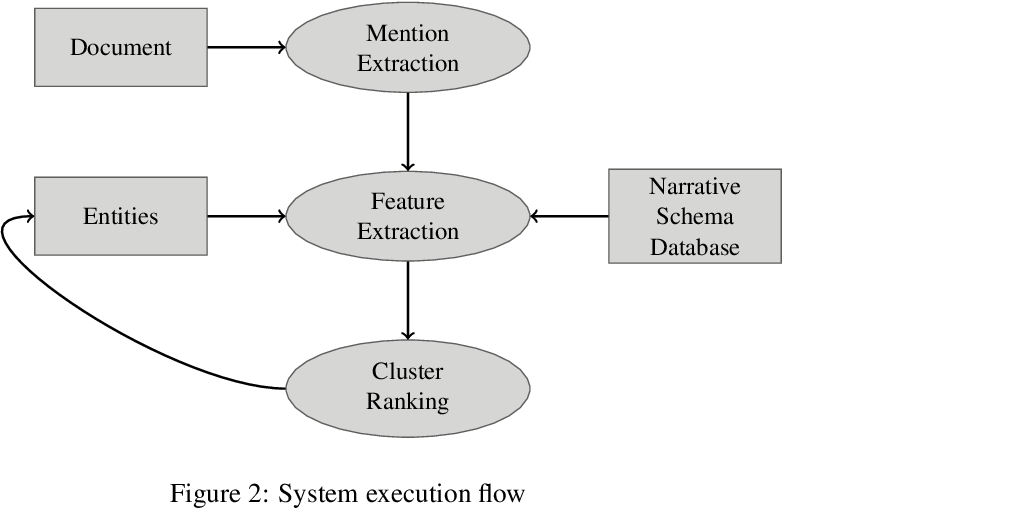 Document
Mention
Extraction
Entities
Feature
Extraction
Narrative
Schema
Database
Cluster
Ranking
Figure 2: System execution flow